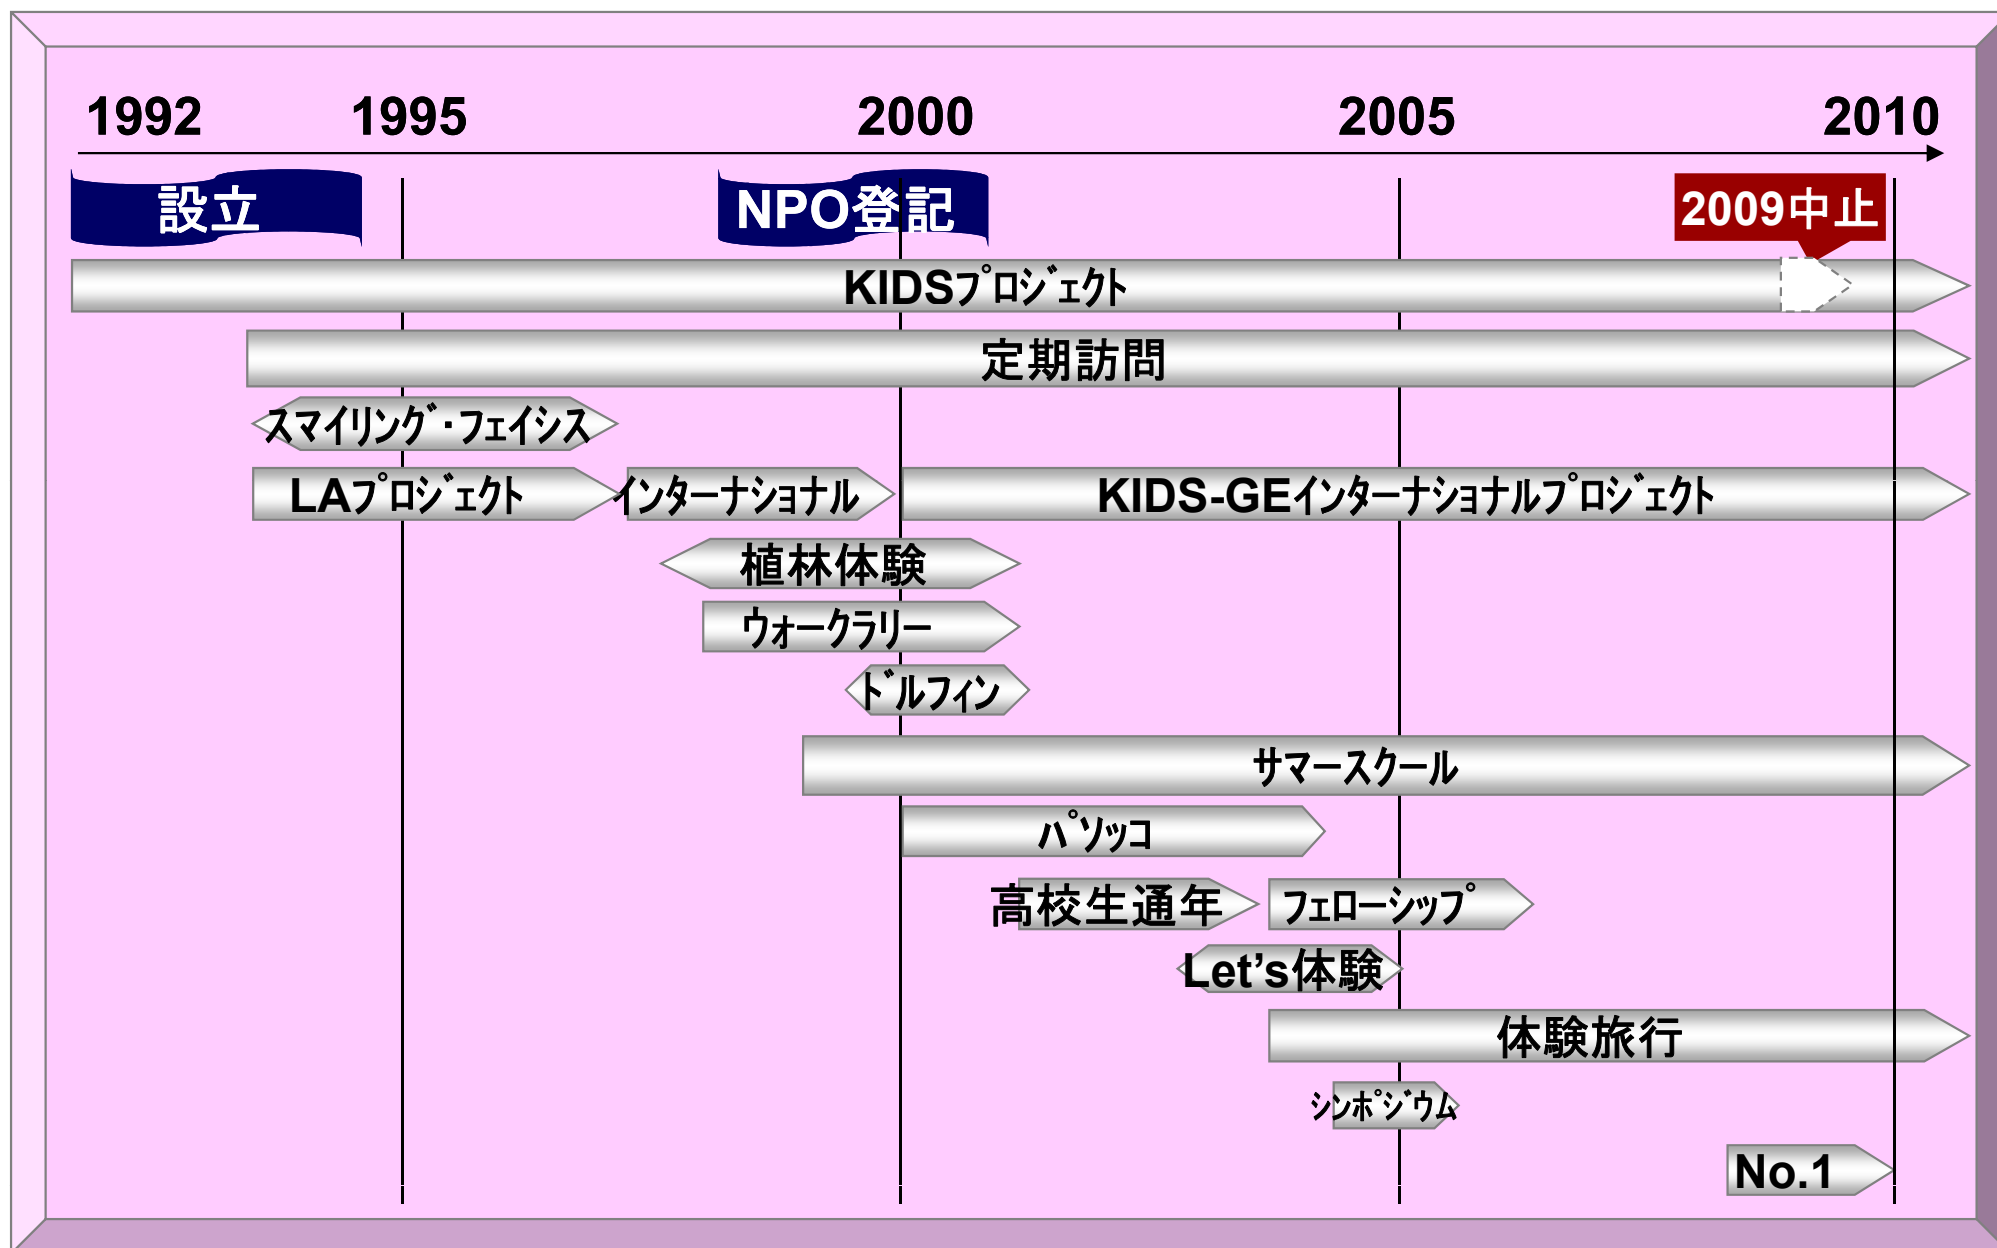 1992 1995 2000 2005 2010
設立 NPO登記 2009中止
KIDSﾌﾟﾛｼﾞｪｸﾄ
定期訪問
ｽﾏｲﾘﾝｸﾞ・ﾌｪｲｼｽ
LAﾌﾟﾛｼﾞｪｸﾄ ｲﾝﾀｰﾅｼｮﾅﾙ KIDS-GEｲﾝﾀｰﾅｼｮﾅﾙﾌﾟﾛｼﾞｪｸﾄ
植林体験
ｳｫｰｸﾗﾘｰ
ﾄﾞﾙﾌｨﾝ
ｻﾏｰｽｸｰﾙ
ﾊﾟｿｯｺ
高校生通年 ﾌｪﾛｰｼｯﾌﾟ
Let’s体験
体験旅行
ｼﾝﾎﾟｼﾞｳﾑ
No.1